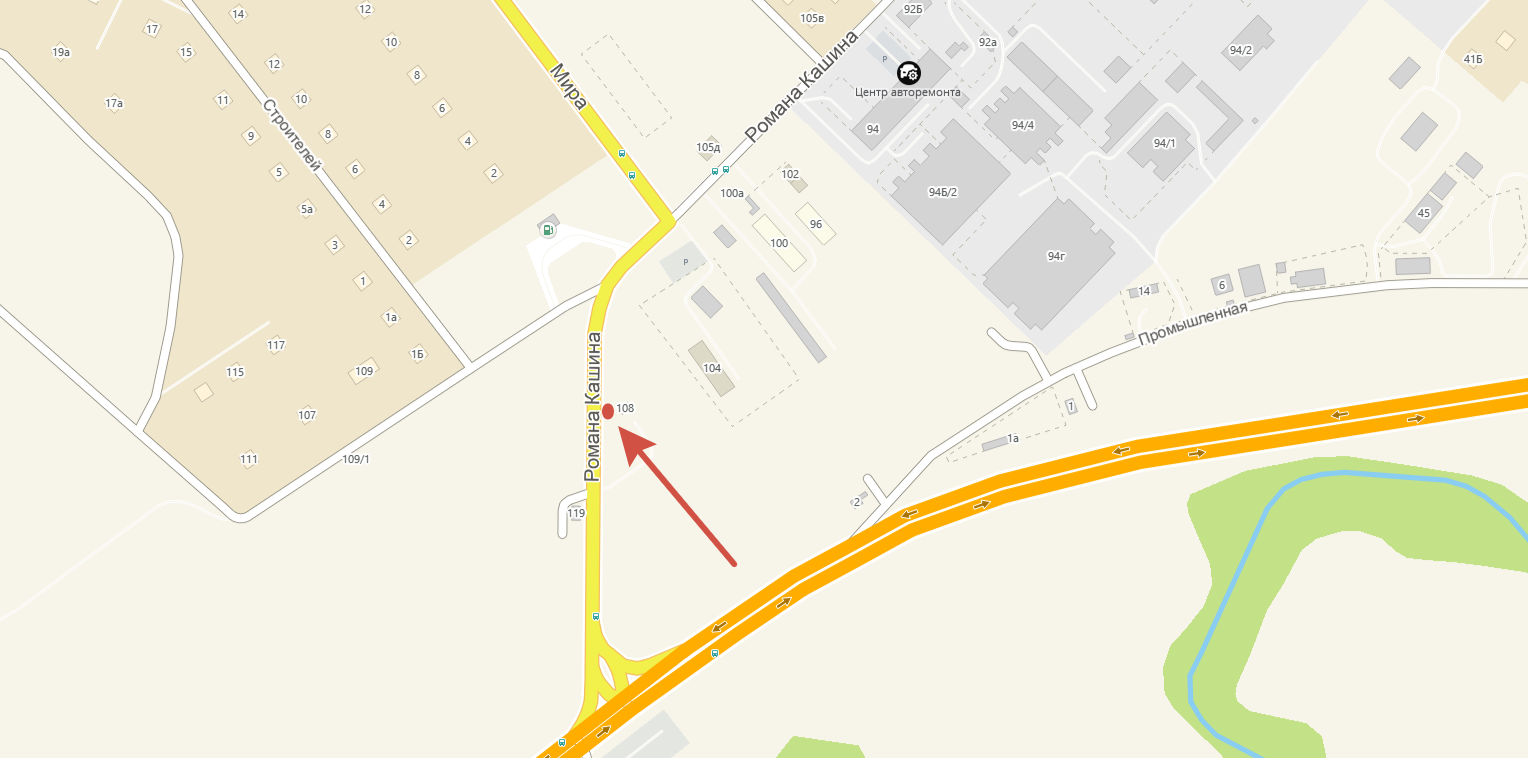 14
12
105в
92Б
17
19а
15
10
92а
94/2
41Б
12
8
Мира
Романа Кашина
P
Центр авторемонта
17а
11
10
6
94
94/4
Строителей
9
8
4
105д
94/1
5
6
2
102
100а
94Б/2
5а
4
96
45
3
2
100
P
94г
1
14
6
1а
Промышленная
117
1Б
Романа Кашина
115
109
104
107
108
1
1а
111
109/1
2
119